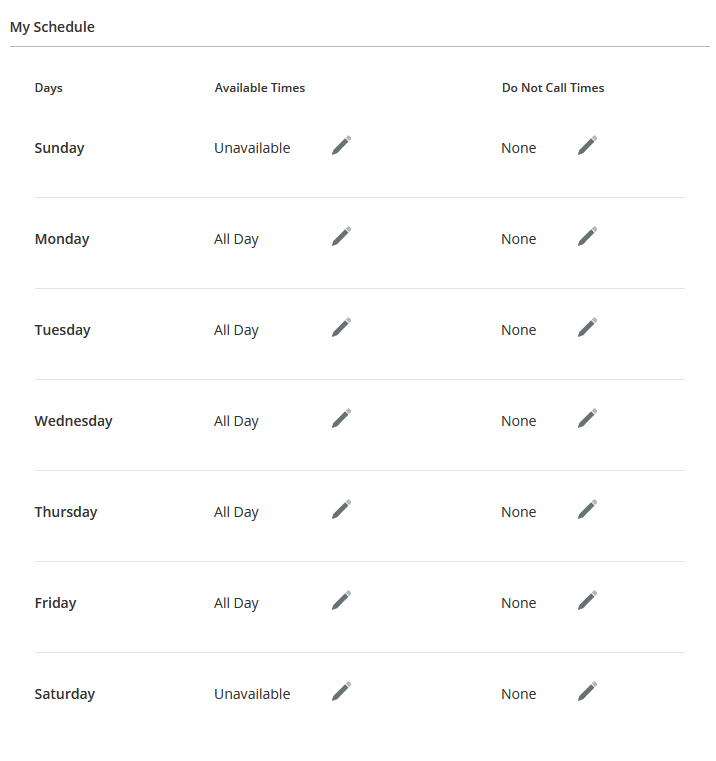 My Schedule
Days Available Times Do Not Call Times
Sunday Unavailable None
Monday All Day None
Tuesday All Day None
Wednesday All Day None
Thursday All Day None
Friday All Day None
Saturday Unavailable None